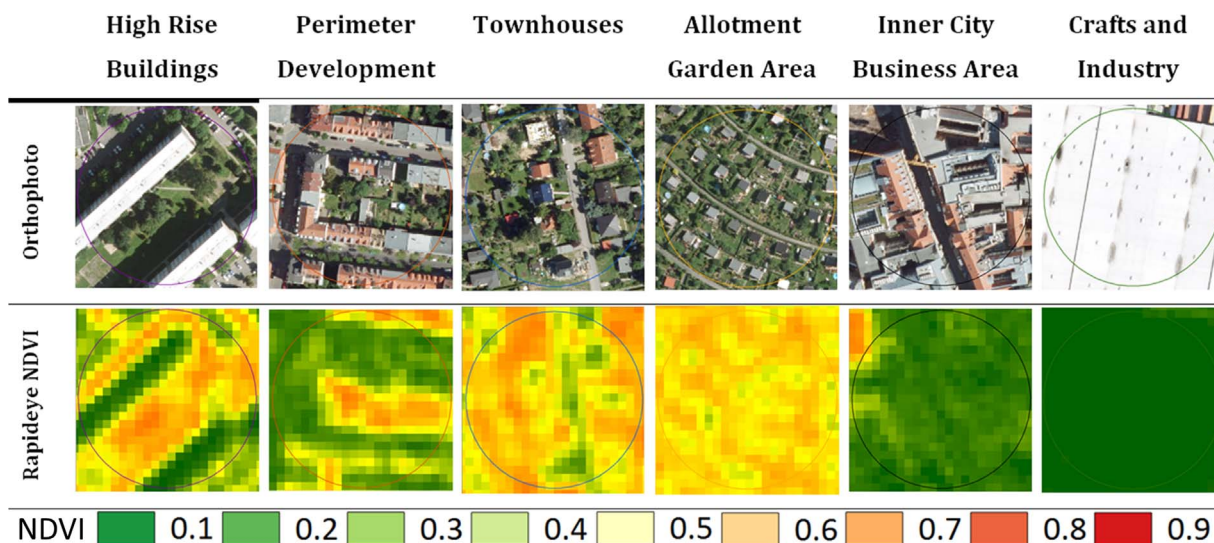 High Rise Buildings
Perimeter Development
Townhouses
Allotment Garden Area
Inner City Business Area
Crafts and Industry
Orthophoto
Rapideye NDVI
NDVI 0.1 0.2 0.3 0.4 0.5 0.6 0.7 0.8 0.9